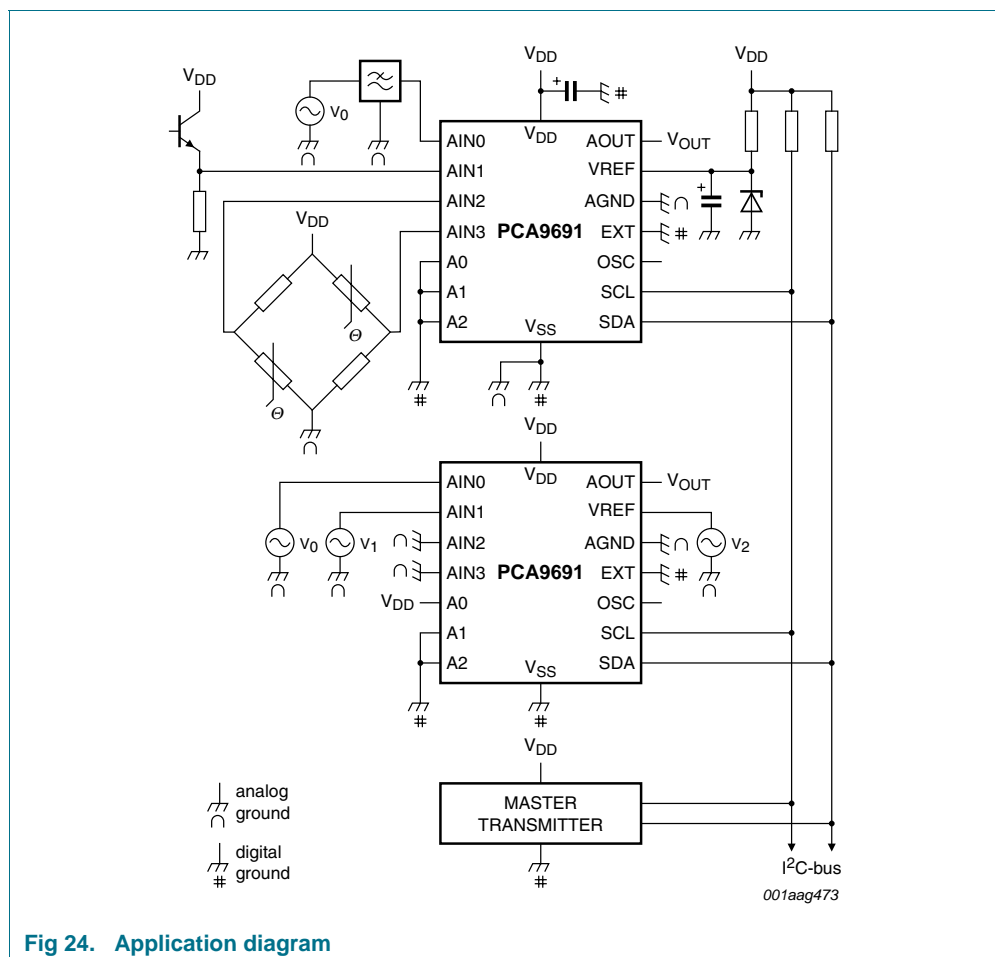 VDD
VDD
VDD
+
#
v0
AIN0
VDD
AOUT
VOUT
AIN1
VREF
+
AIN2
AGND
VDD
AIN3
PCA9691
EXT
#
A0
OSC
A1
SCL
A2
VSS
SDA
Θ
Θ
#
#
VDD
AIN0
VDD
AOUT
VOUT
AIN1
VREF
v0
v1
AIN2
AGND
v2
AIN3
PCA9691
EXT
#
VDD
A0
OSC
A1
SCL
A2
VSS
SDA
#
#
VDD
analog
ground
MASTER
TRANSMITTER
digital
ground
#
#
I2C-bus
001aag473
Fig 24. Application diagram